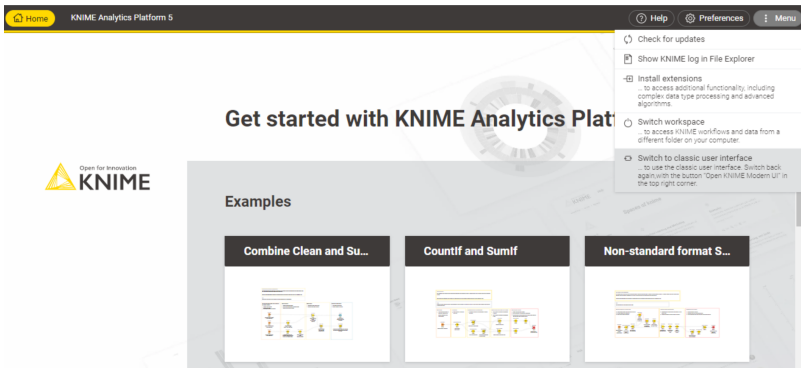 Home
KNIME Analytics Platform 5
Help
Preferences
Menu
Check for updates
Show KNIME log in File Explorer
Install extensions
... to access additional functionality, including
complex data type processing and advanced
algorithms.
Switch workspace
... to access KNIME workflows and data from a
different folder on your computer.
Switch to classic user interface
... to use the classic user interface. Switch back
again,with the button "Open KNIME Modern UI" in
the top right corner.
Get started with KNIME Analytics Platf
Open for Innovation
KNIME
Examples
Combine Clean and Su...
CountIf and SumIf
Non-standard format S...